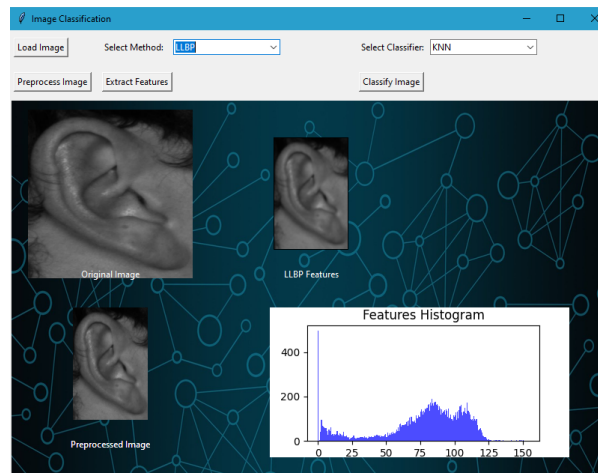 Image Classification
Load Image
Select Method:
LLBP
Select Classifier:
KNN
Preprocess Image
Extract Features
Classify Image
Original Image
LLBP Features
Preprocessed Image
Features Histogram
400
200
0
0 25 50 75 100 125 150